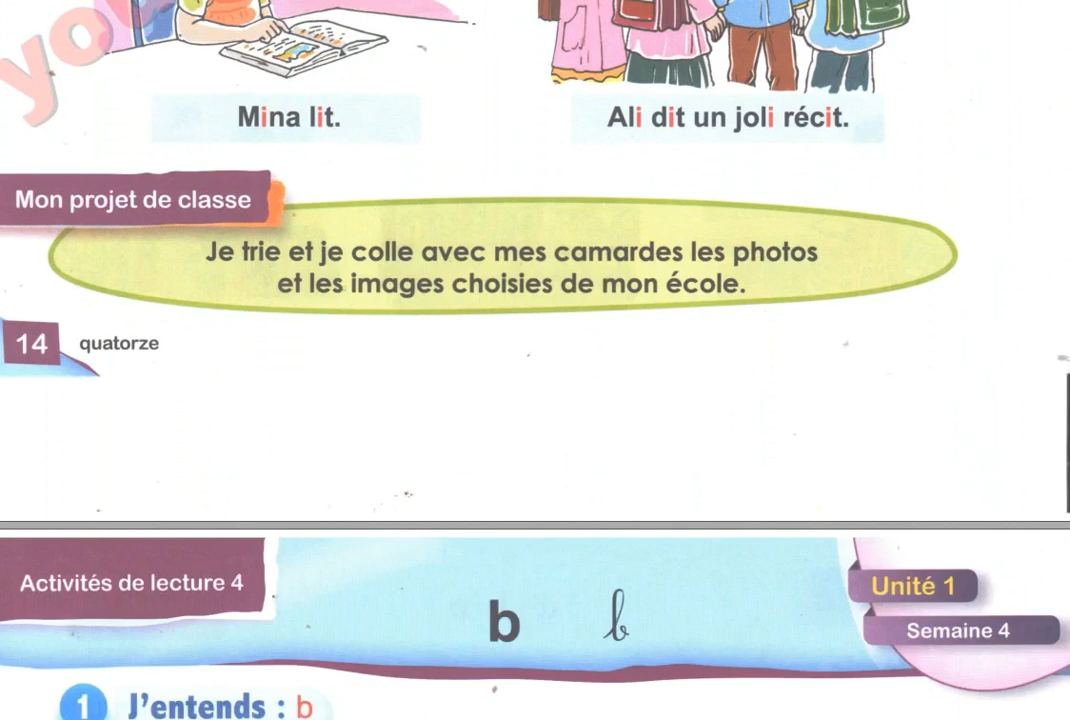 yo
Mina lit.
Ali dit un joli récit.
Mon projet de classe
Je trie et je colle avec mes camardes les photos
et les images choisies de mon école.
14 quatorze
Activités de lecture 4
b b
Unité 1
Semaine 4
1 J'entends : b